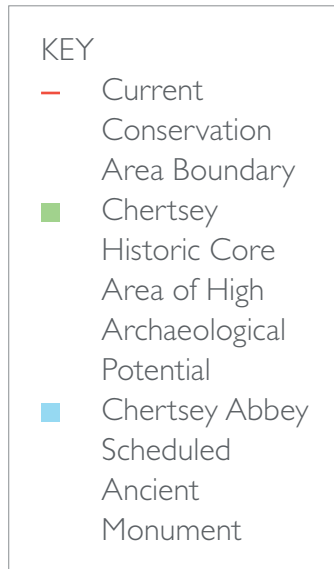 KEY
Current
Conservation
Area Boundary
Chertsey
Historic Core
Area of High
Archaeological
Potential
Chertsey Abbey
Scheduled
Ancient
Monument